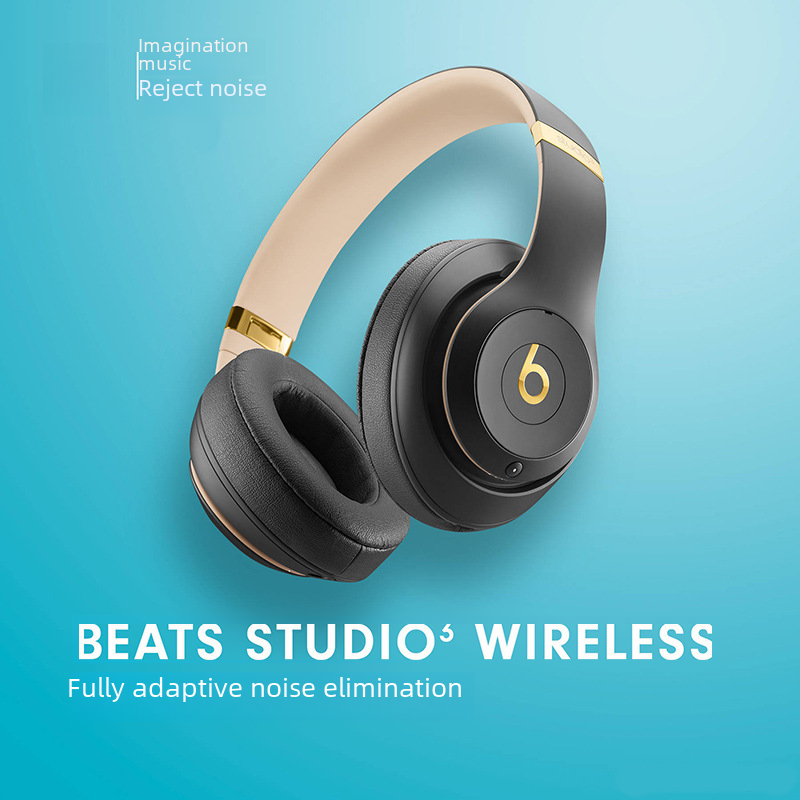 Imagination
music
Reject noise
BEATS STUDIO³ WIRELESS
Fully adaptive noise elimination